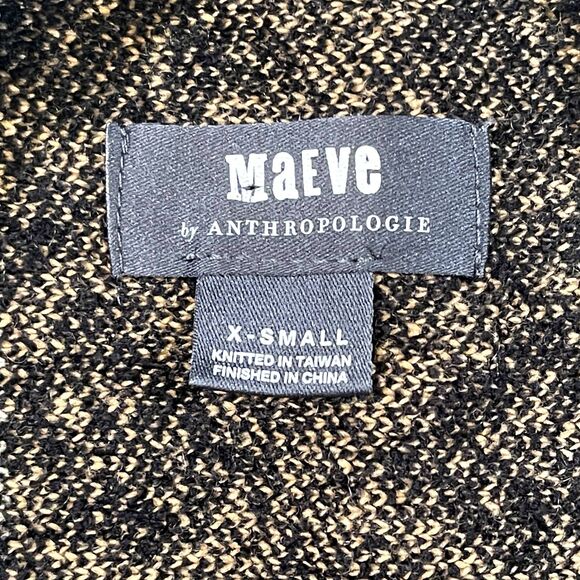 MaEVe
by ANTHROPOLOGIE
X-SMALL
KNITTED IN TAIWAN
FINISHED IN CHINA